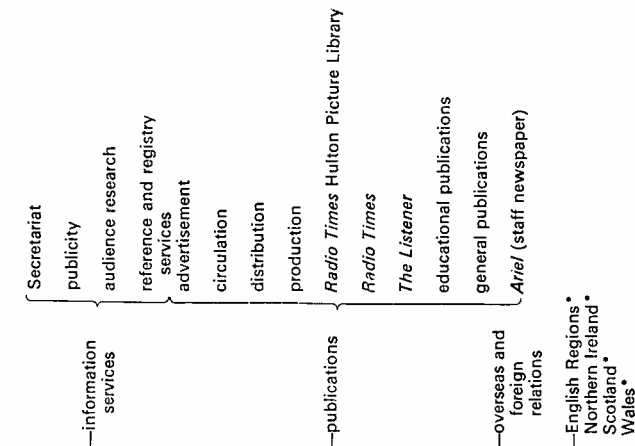 Secretariat
publicity
audience research
reference and registry
services
advertisement
circulation
distribution
production
Radio Times Hulton Picture Library
Radio Times
The Listener
educational publications
general publications
Ariel (staff newspaper)
information
services
publications
overseas and
foreign
relations
English Regions*
Northern Ireland*
Scotland*
Wales*